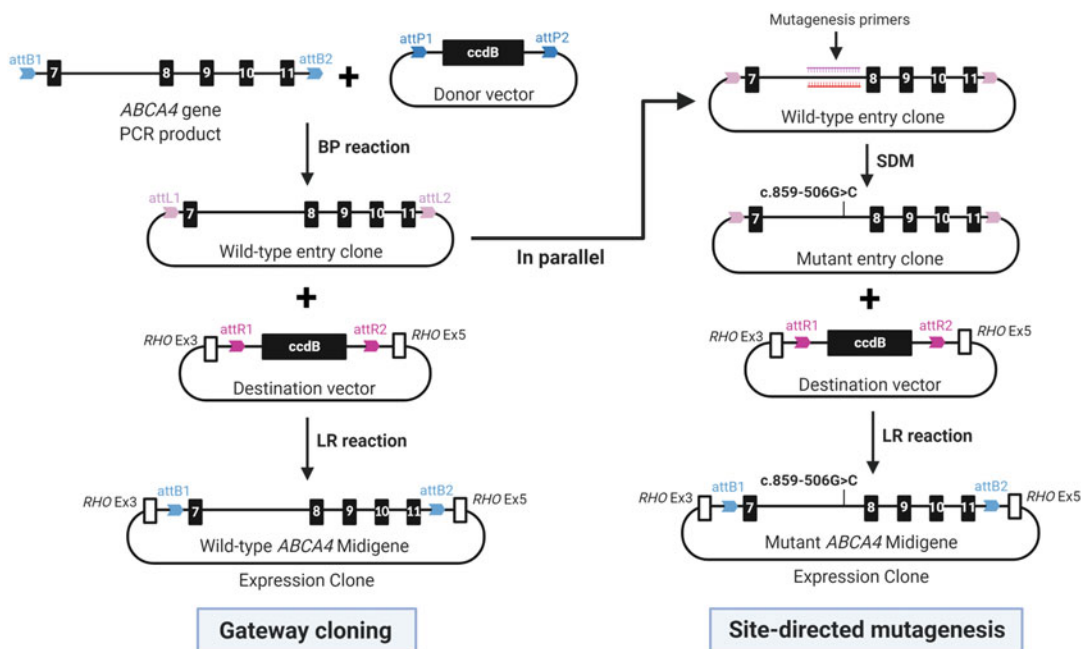 attB1
7
8
9
10
11
attB2
ABCA4 gene
PCR product
+
attP1
ccdB
attP2
Donor vector
BP reaction
attL1
7
8
9
10
11
attL2
Wild-type entry clone
In parallel
+
RHO Ex3
attR1
ccdB
attR2
RHO Ex5
Destination vector
LR reaction
RHO Ex3
attB1
7
8
9
10
11
attB2
RHO Ex5
Wild-type ABCA4 Midigene
Expression Clone
Gateway cloning
Mutagenesis primers
7
8
9
10
11
Wild-type entry clone
SDM
c.859-506G>C
7
8
9
10
11
Mutant entry clone
+
RHO Ex3
attR1
ccdB
attR2
RHO Ex5
Destination vector
LR reaction
c.859-506G>C
RHO Ex3
attB1
7
8
9
10
11
attB2
RHO Ex5
Mutant ABCA4 Midigene
Expression Clone
Site-directed mutagenesis